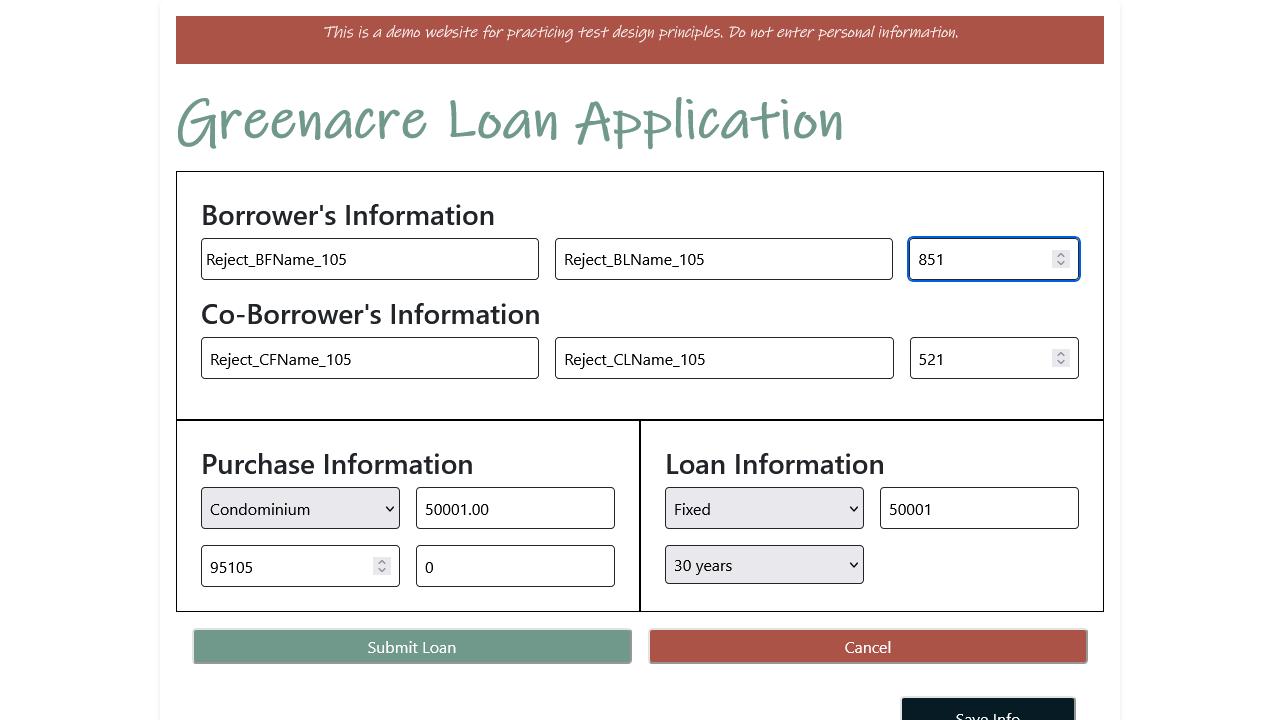 This is a demo website for practicing test design principles. Do not enter personal information.
Greenacre Loan Application
Borrower's Information
Reject_BFName_105 Reject_BLName_105 851
Co-Borrower's Information
Reject_CFName_105 Reject_CLName_105 521
Purchase Information
Condominium 50001.00
95105 0
Loan Information
Fixed 50001
30 years
Submit Loan Cancel
Save Info